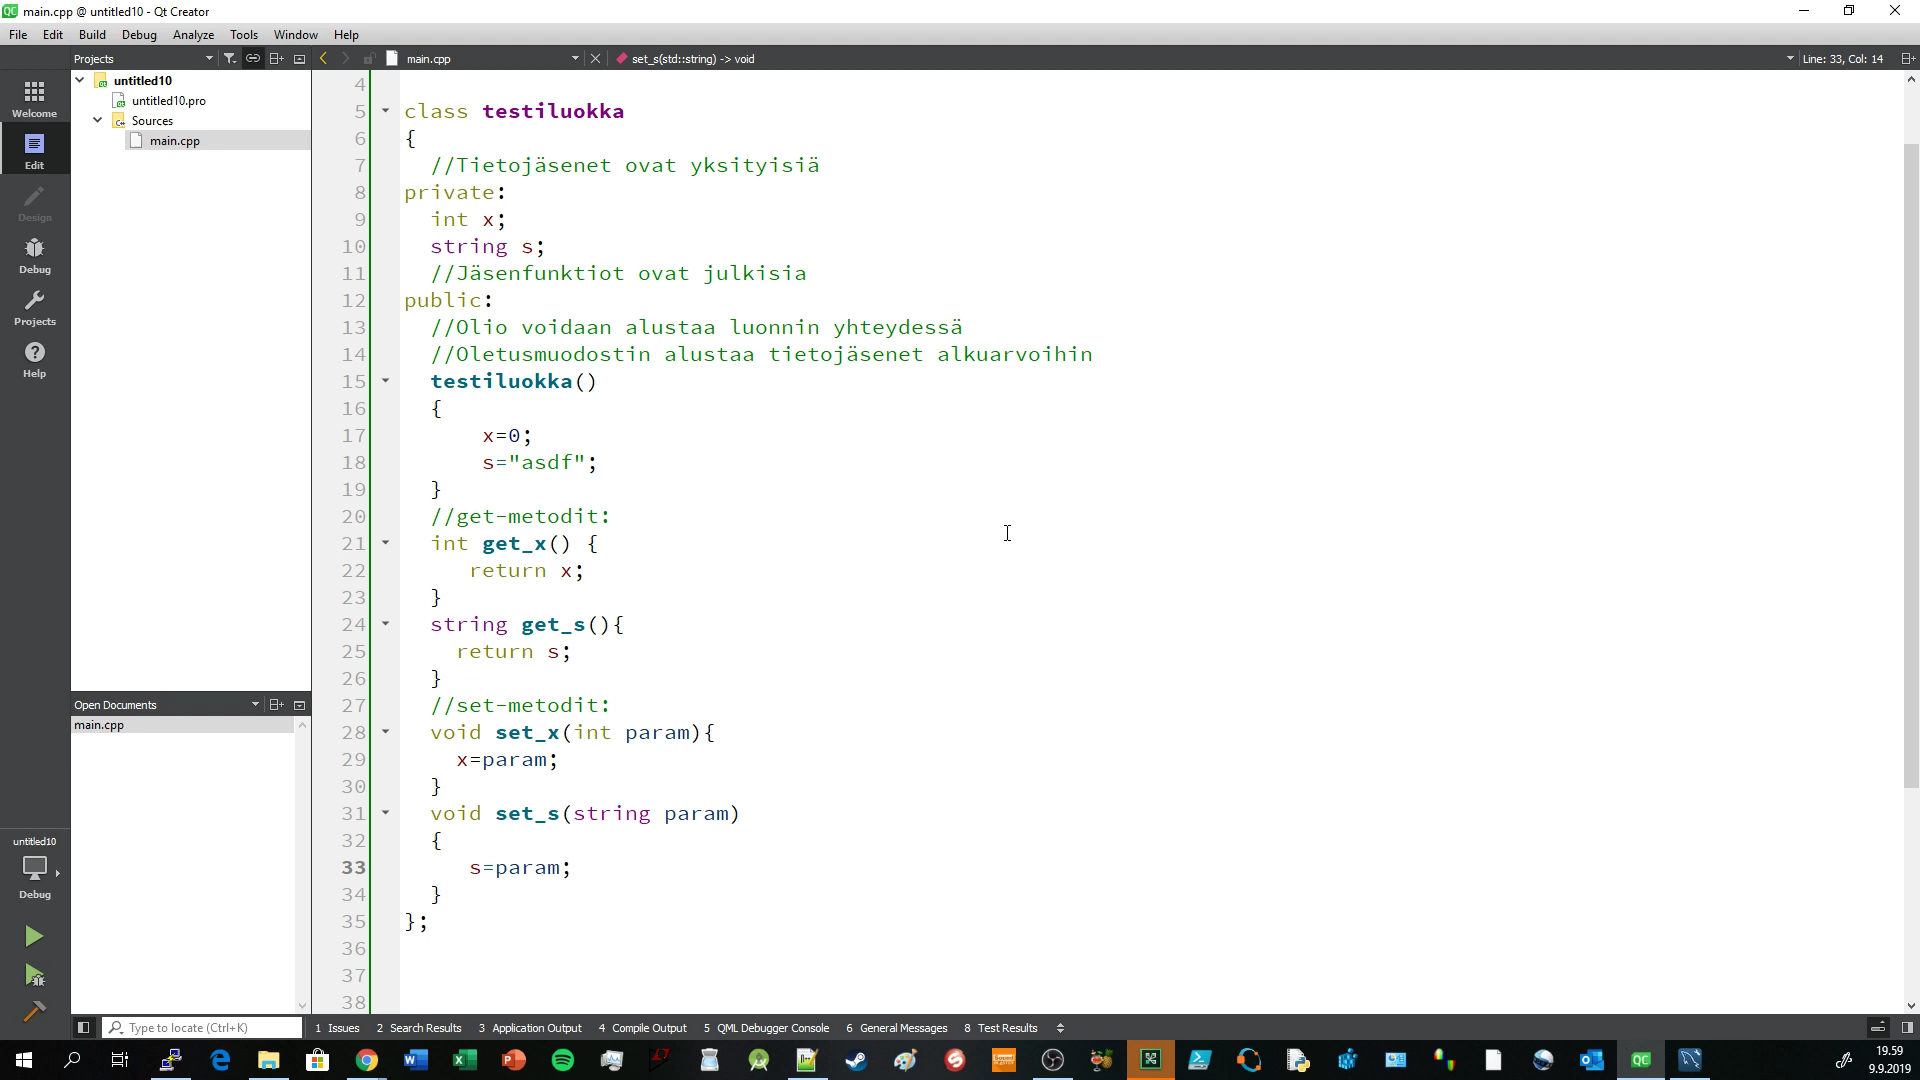 main.cpp @ untitled10 - Qt Creator
File Edit Build Debug Analyze Tools Window Help
Projects main.cpp set_s(std::string) -> void Line: 33, Col: 14
untitled10
untitled10.pro
Sources
main.cpp
Welcome
Edit
Design
Debug
Projects
Help
4
5 class testiluokka
6 {
7 //Tietojäsenet ovat yksityisiä
8 private:
9 int x;
10 string s;
11 //Jäsenfunktiot ovat julkisia
12 public:
13 //Olio voidaan alustaa luonnin yhteydessä
14 //Oletusmuodostin alustaa tietojäsenet alkuarvoihin
15 testiluokka()
16 {
17 x=0;
18 s="asdf";
19 }
20 //get-metodit:
21 int get_x() {
22 return x;
23 }
24 string get_s(){
25 return s;
26 }
27 //set-metodit:
28 void set_x(int param){
29 x=param;
30 }
31 void set_s(string param)
32 {
33 s=param;
34 }
35 };
36
37
38
Open Documents
main.cpp
untitled10
Debug
Type to locate (Ctrl+K) 1 Issues 2 Search Results 3 Application Output 4 Compile Output 5 QML Debugger Console 6 General Messages 8 Test Results
19.59
9.9.2019